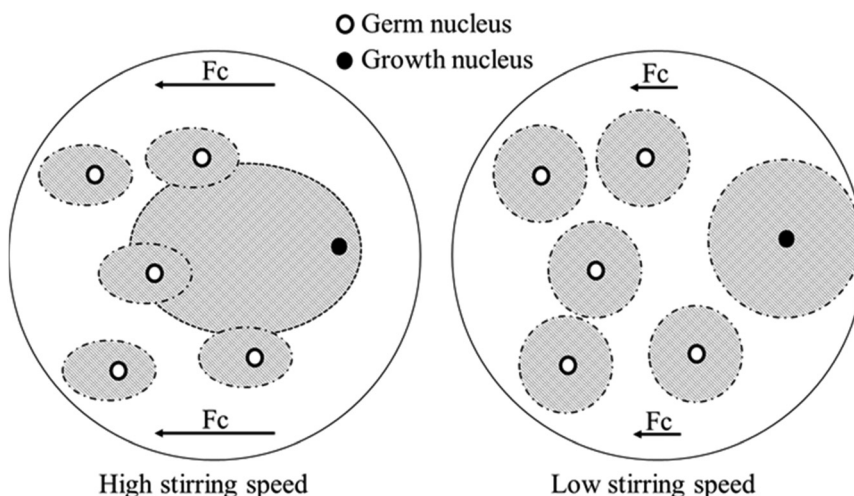 Germ nucleus
Growth nucleus
Fc
Fc
Fc
Fc
High stirring speed
Low stirring speed